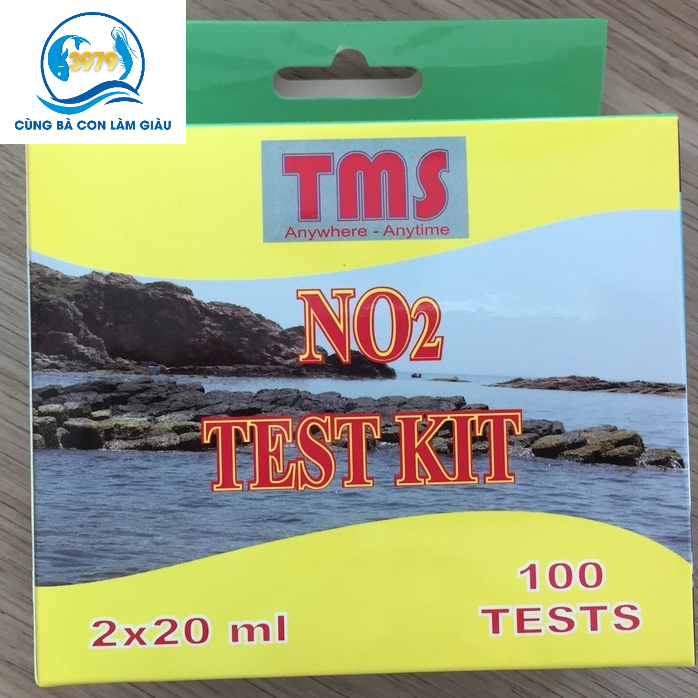 3979
CÙNG BÀ CON LÀM GIÀU
TMS
Anywhere - Anytime
NO2
TEST KIT
2x20 ml
100
TESTS